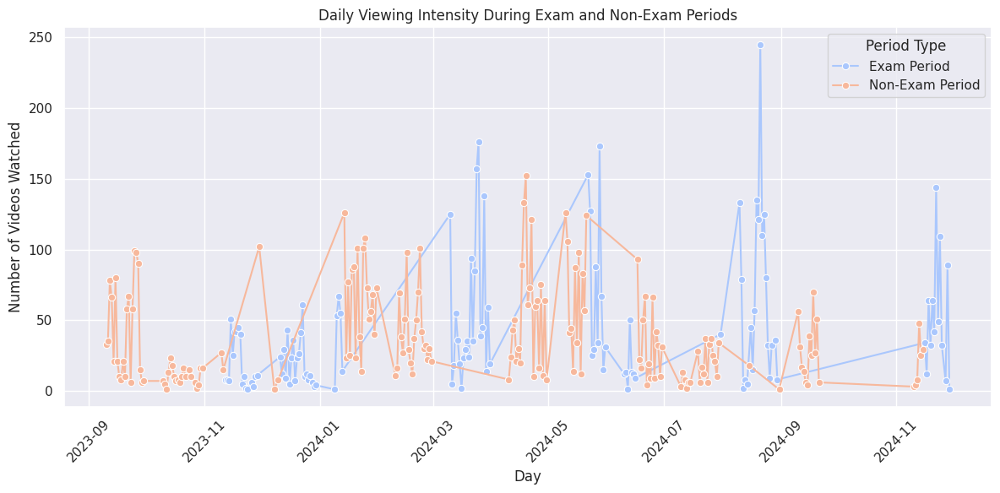 Daily Viewing Intensity During Exam and Non-Exam Periods
Number of Videos Watched
250
200
150
100
50
0
Period Type
Exam Period
Non-Exam Period
2023-09
2023-11
2024-01
2024-03
2024-05
2024-07
2024-09
2024-11
Day